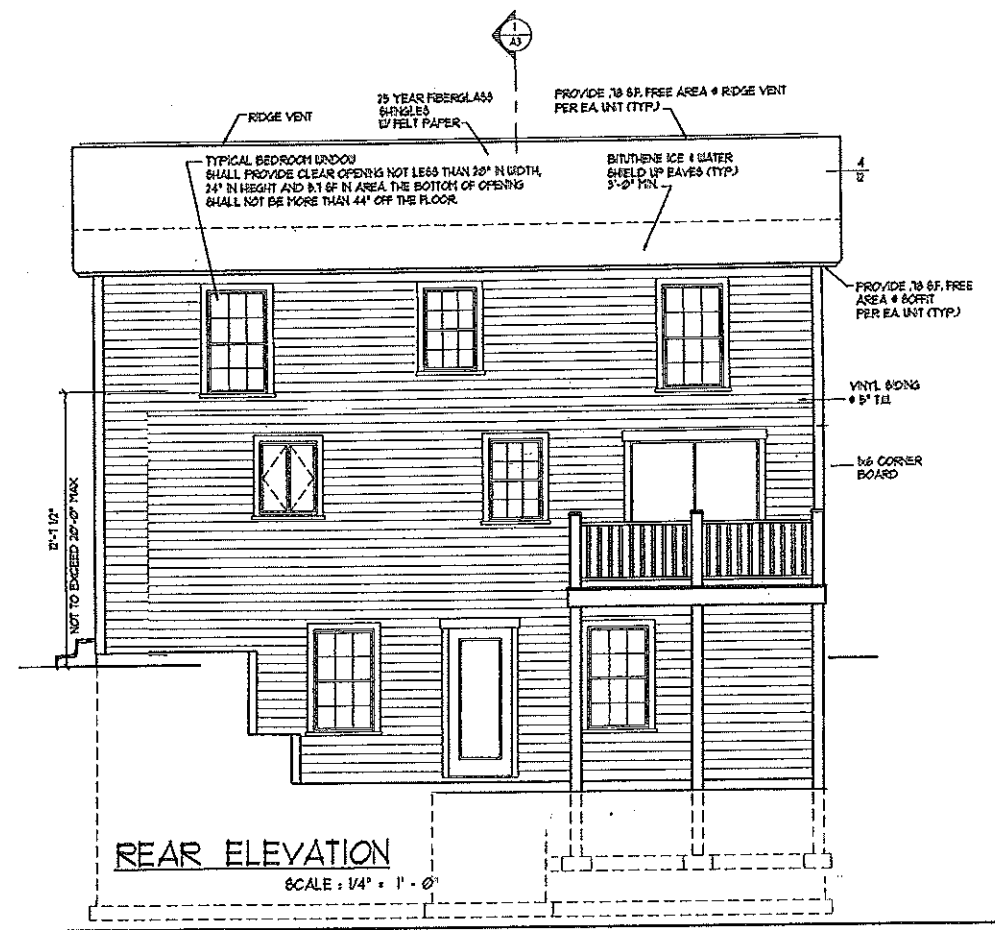 1
A3
RIDGE VENT
25 YEAR FIBERGLASS
SHINGLES
W/ FELT PAPER
PROVIDE .78 S.F. FREE AREA @ RIDGE VENT
PER EA. UNIT (TYP.)
TYPICAL BEDROOM WINDOW
SHALL PROVIDE CLEAR OPENING NOT LESS THAN 20" IN WIDTH,
24" IN HEIGHT AND 5.7 SF IN AREA. THE BOTTOM OF OPENING
SHALL NOT BE MORE THAN 44" OFF THE FLOOR.
BITUTHENE ICE & WATER
SHIELD UP EAVES (TYP.)
3'-0" MIN.
4
12
PROVIDE .78 S.F. FREE
AREA @ SOFFIT
PER EA. UNIT (TYP.)
VINYL SIDING
@ 5" T.W.
CORNER
BOARD
NOT TO EXCEED 20'-0" MAX
REAR ELEVATION
SCALE : 1/4" = 1' - 0"